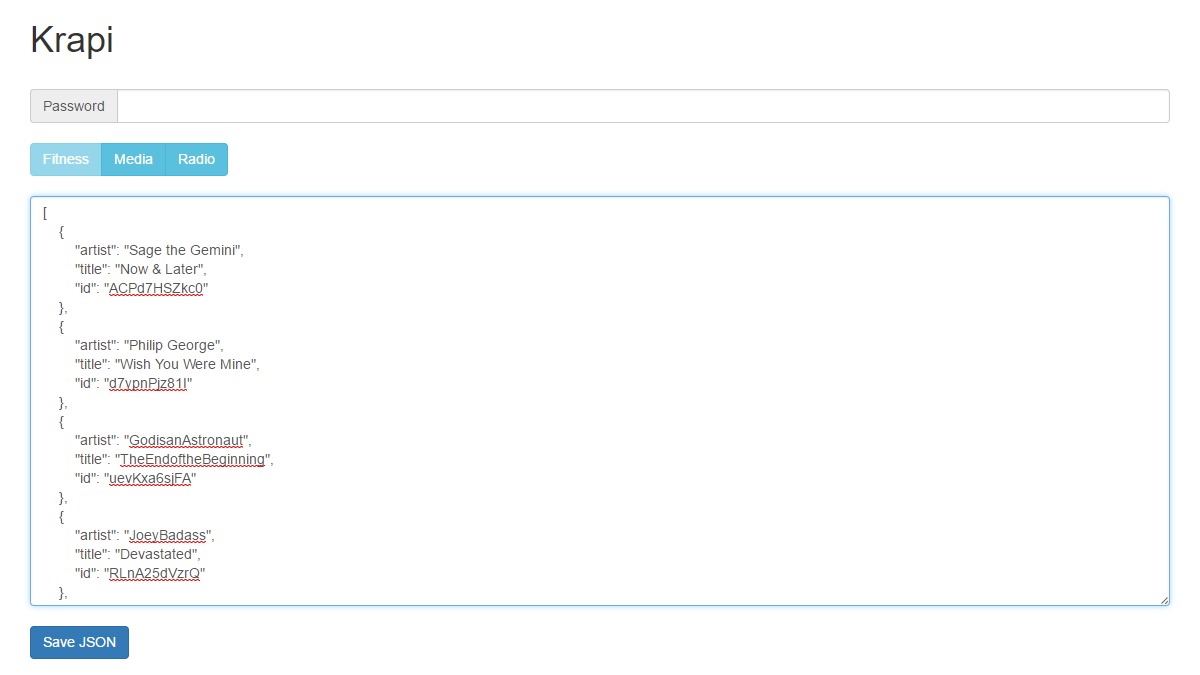 Krapi
Password
Fitness Media Radio
[
{
"artist": "Sage the Gemini",
"title": "Now & Later",
"id": "ACPd7HSZkc0"
},
{
"artist": "Philip George",
"title": "Wish You Were Mine",
"id": "d7ypnPjz81I"
},
{
"artist": "GodisanAstronaut",
"title": "TheEndoftheBeginning",
"id": "uevKxa6sjFA"
},
{
"artist": "JoeyBadass",
"title": "Devastated",
"id": "RLnA25dVzrQ"
},
Save JSON